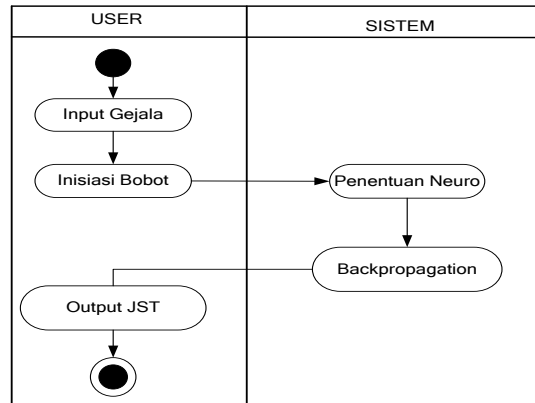 USER
SISTEM
Input Gejala
Inisiasi Bobot
Penentuan Neuro
Backpropagation
Output JST